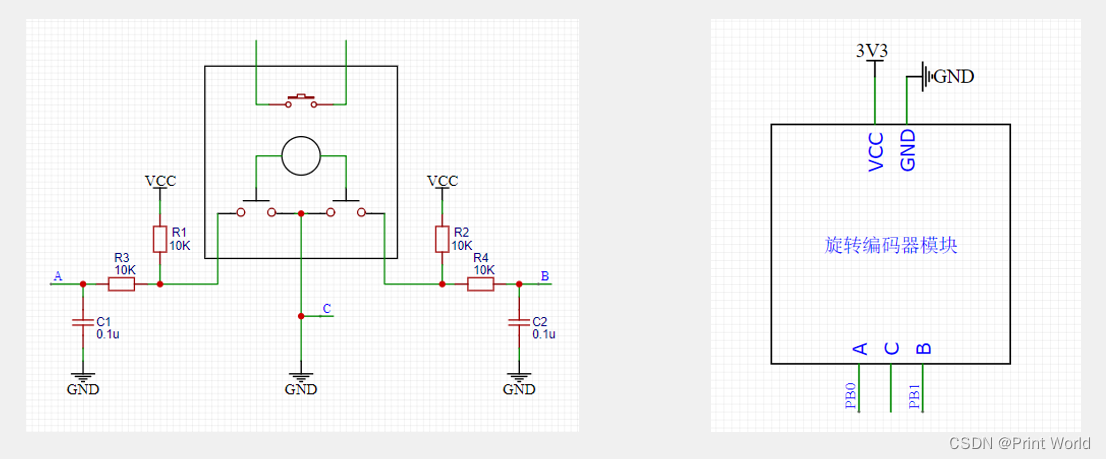 VCC
R1
10K
R3
10K
A
C1
0.1u
GND
C
GND
VCC
R2
10K
R4
10K
B
C2
0.1u
GND
3V3
GND
VCC
GND
旋转编码器模块
A
C
B
PB0
PB1
CSDN @Print World